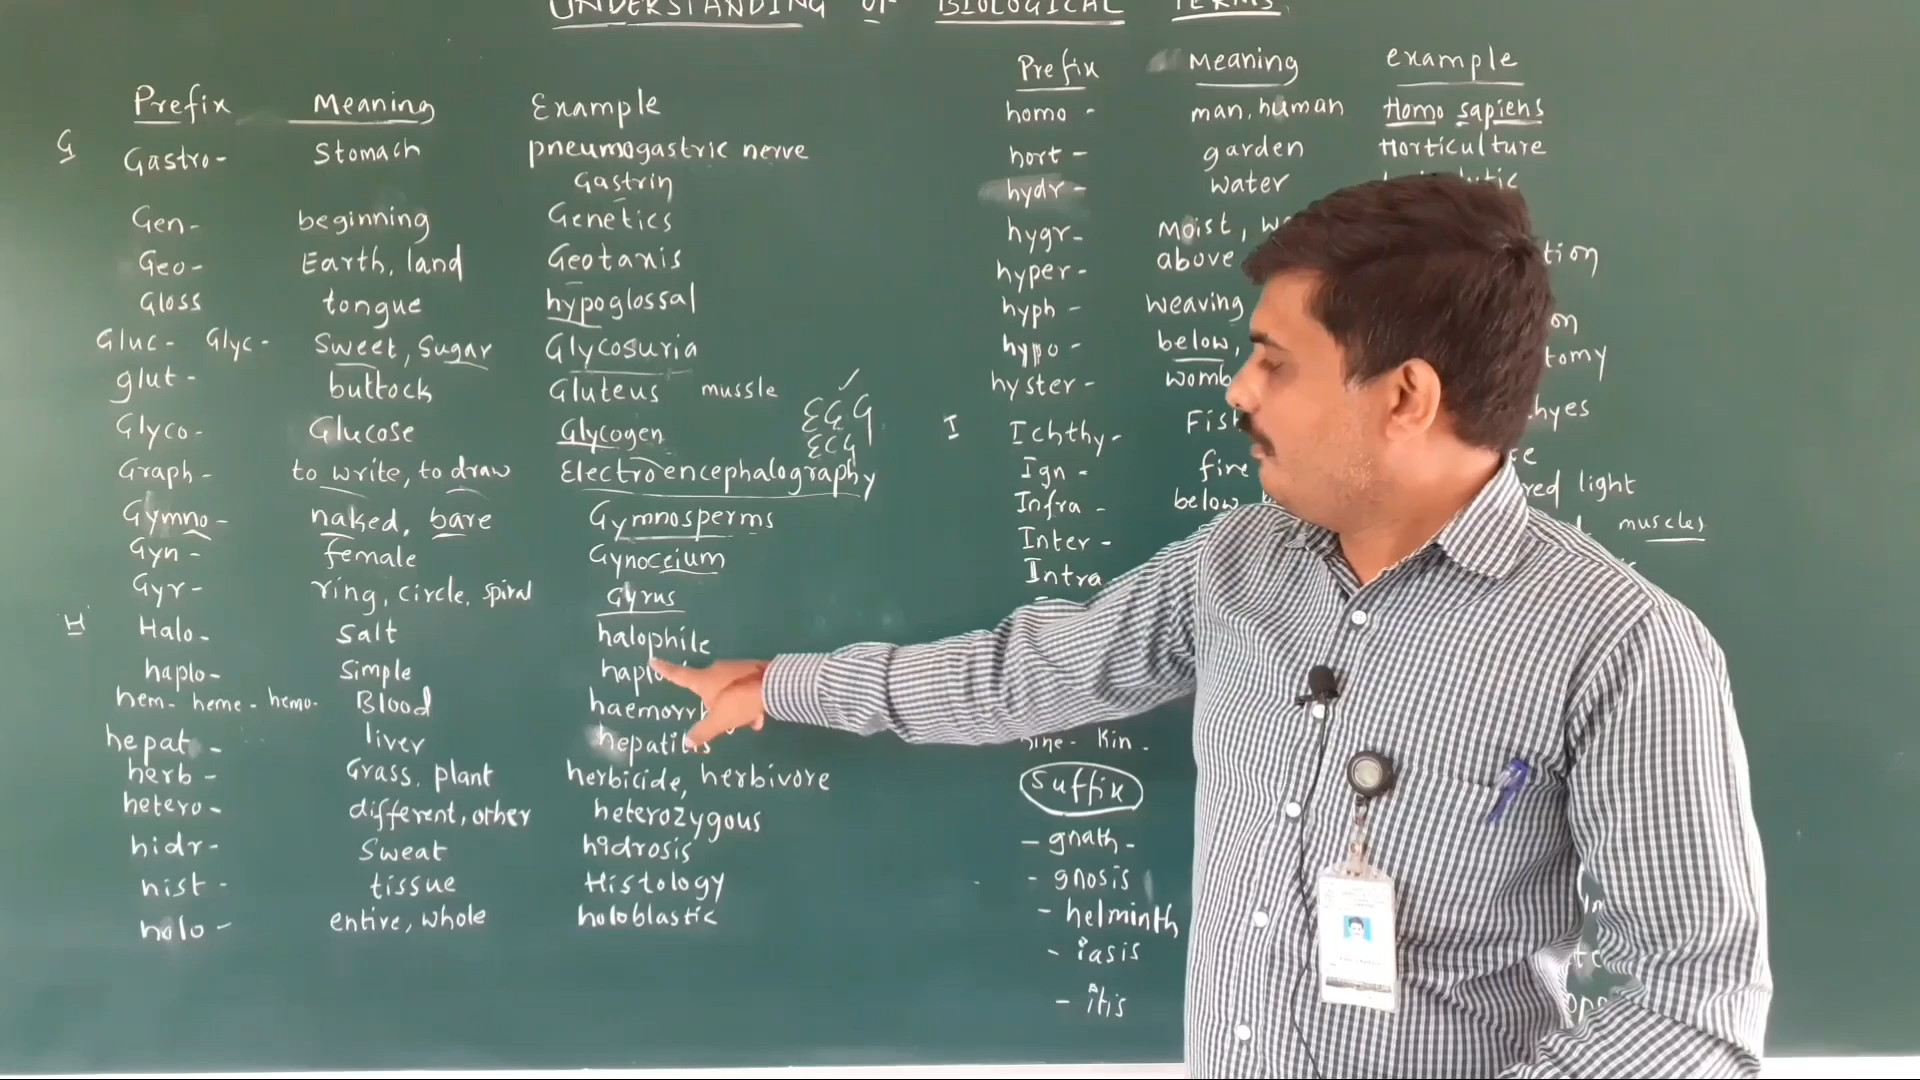 UNDERSTANDING OF BIOLOGICAL TERMS
Prefix Meaning Example
G Gastro- Stomach pneumogastric nerve
Gastrin
Gen- beginning Genetics
Geo- Earth, land Geotaxis
Gloss tongue hypoglossal
Gluc- Glyc- Sweet, Sugar Glycosuria
glut- buttock Gluteus mussle
Glyco- Glucose Glycogen
EEG
ECG
Graph- to write, to draw Electroencephalography
Gymno- naked, bare Gymnosperms
Gyn- female Gynoceium
Gyr- ring, circle, spiral Gyrus
H Halo- Salt halophile
haplo- Simple
hem- heme- hemo- Blood
hepat- liver hepatitis
herb- Grass, plant herbicide, herbivore
hetero- different, other heterozygous
hidr- Sweat hidrosis
hist- tissue Histology
holo- entire, whole holoblastic
Prefix Meaning example
homo- man, human Homo sapiens
hort- garden Horticulture
hydr- water
hygr- Moist,
hyper- above
hyph- weaving
hypo- below,
hyster- womb
I Ichthy-
Ign- fire
Infra- below light
Inter- muscles
Intra-
Kin-
Suffix
- gnath-
- gnosis
- helminth
- iasis
- itis